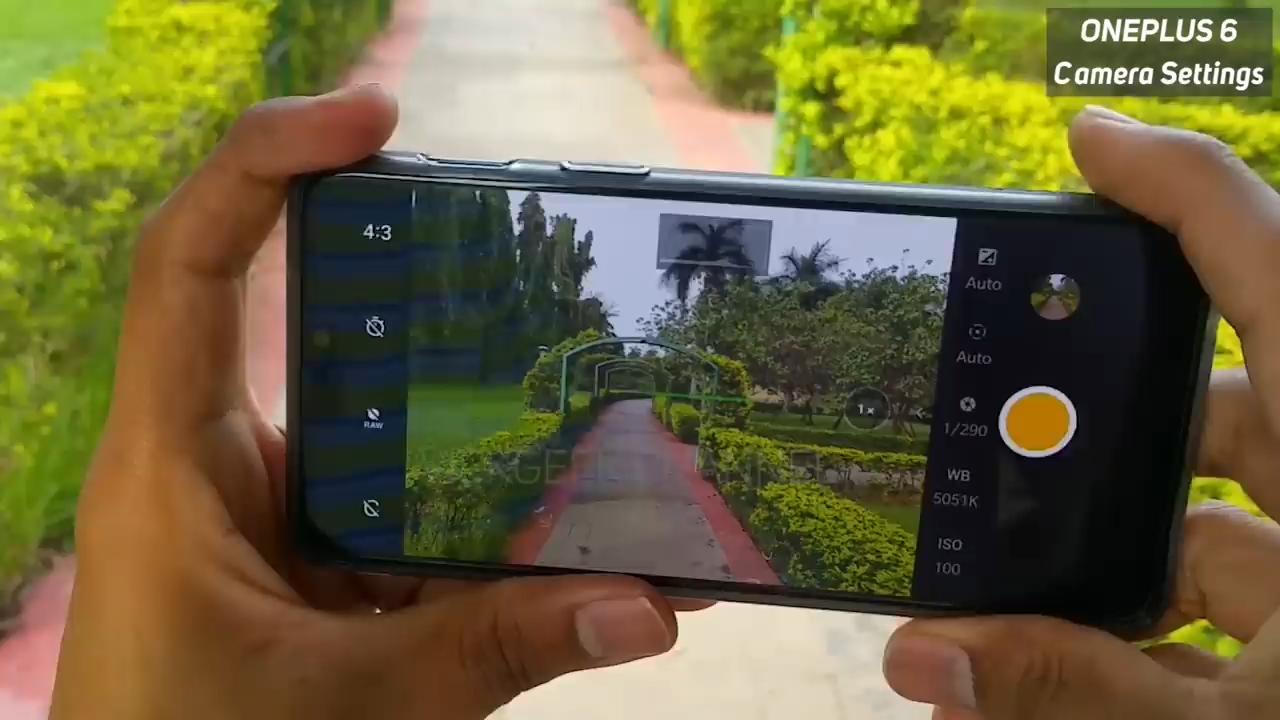 ONEPLUS 6
Camera Settings
4:3
RAW
1x
Auto
Auto
1/290
WB
5051K
ISO
100